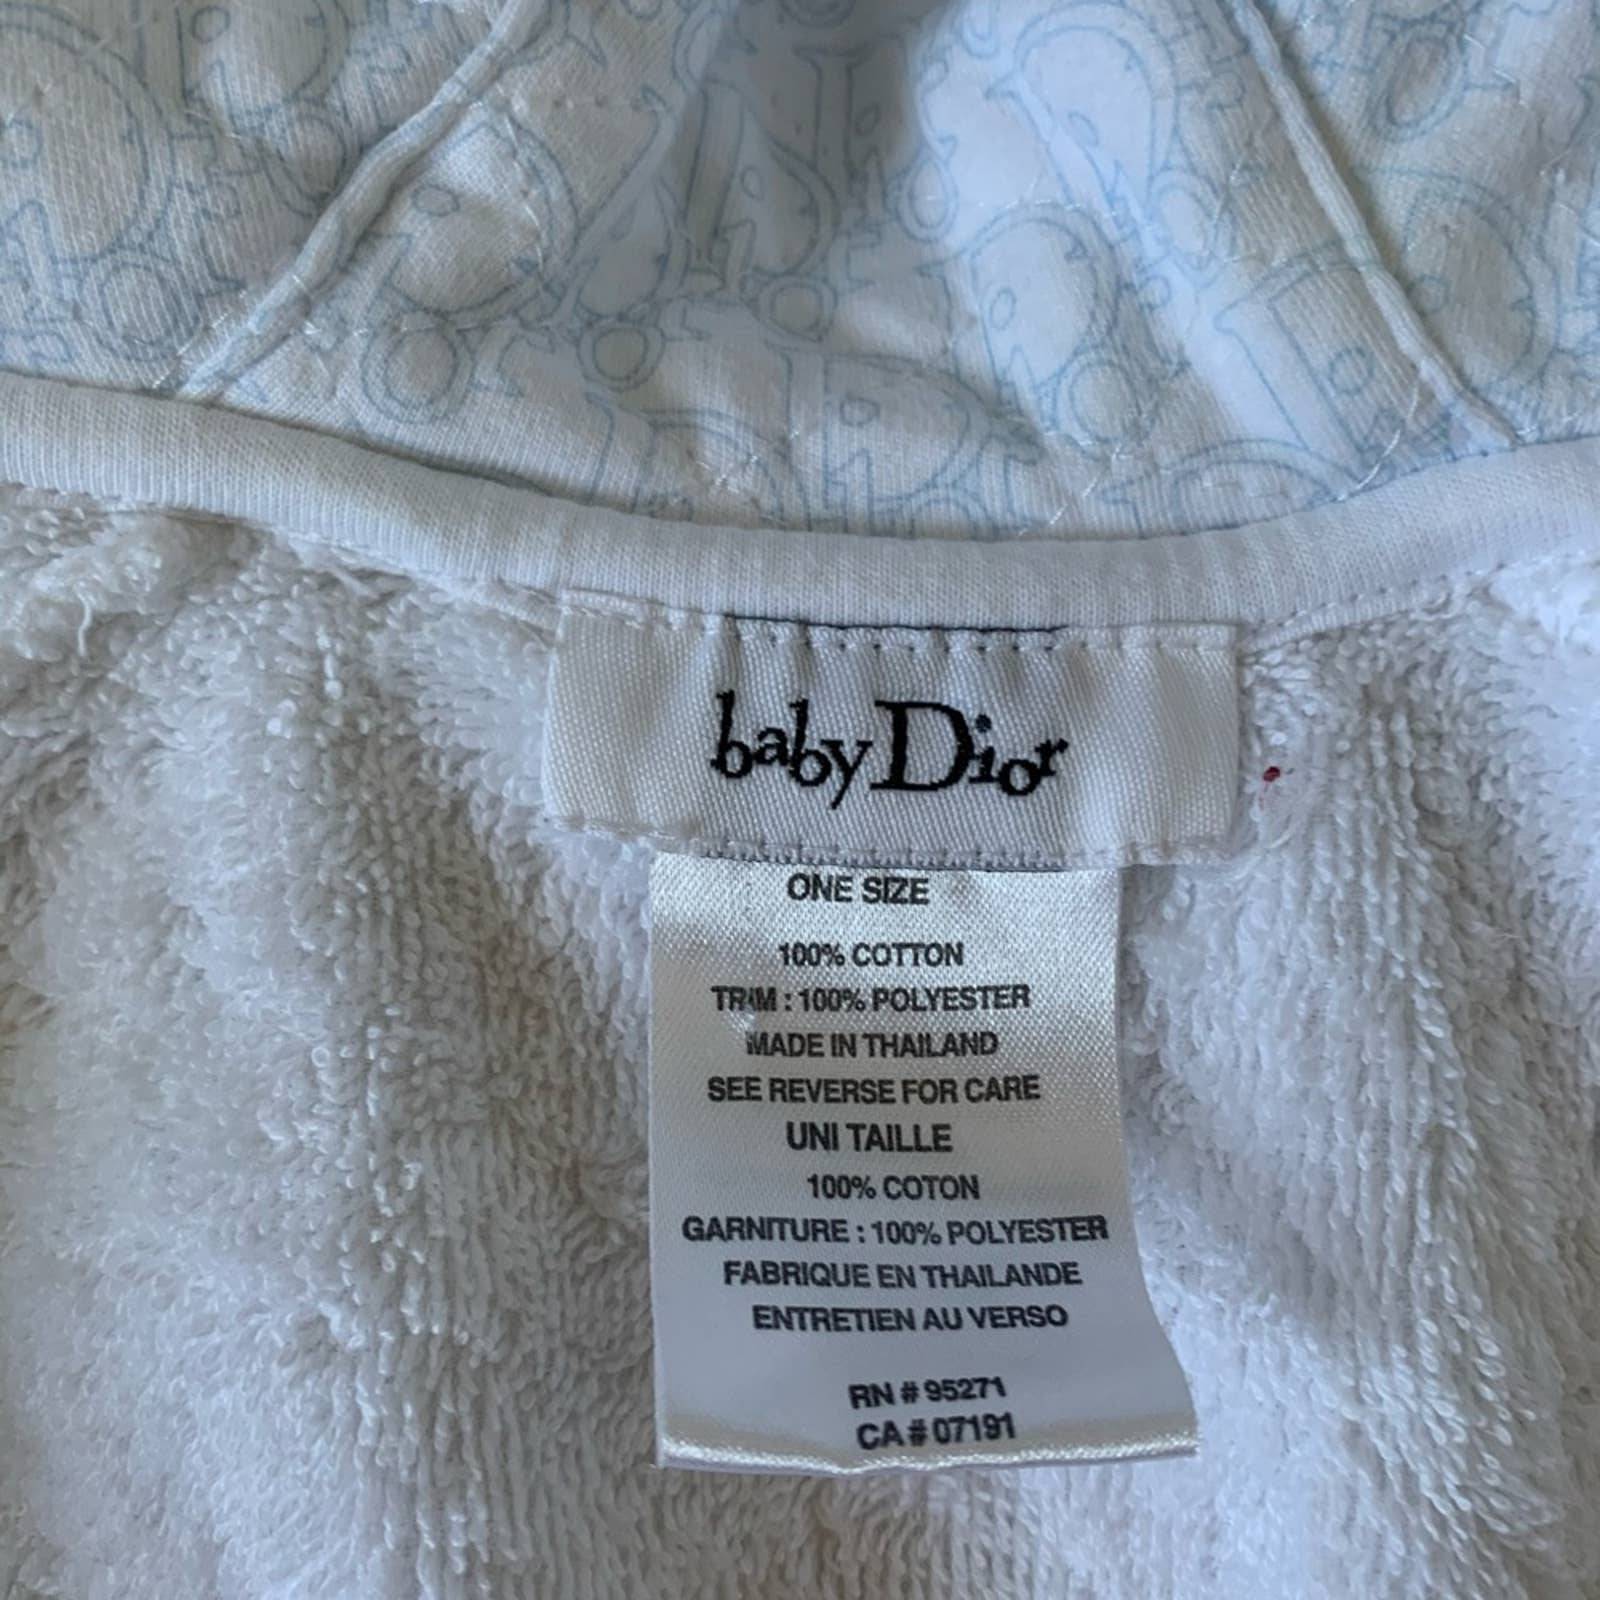 baby Dior
ONE SIZE
100% COTTON
TRIM : 100% POLYESTER
MADE IN THAILAND
SEE REVERSE FOR CARE
UNI TAILLE
100% COTON
GARNITURE : 100% POLYESTER
FABRIQUE EN THAILANDE
ENTRETIEN AU VERSO
RN # 95271
CA # 07191